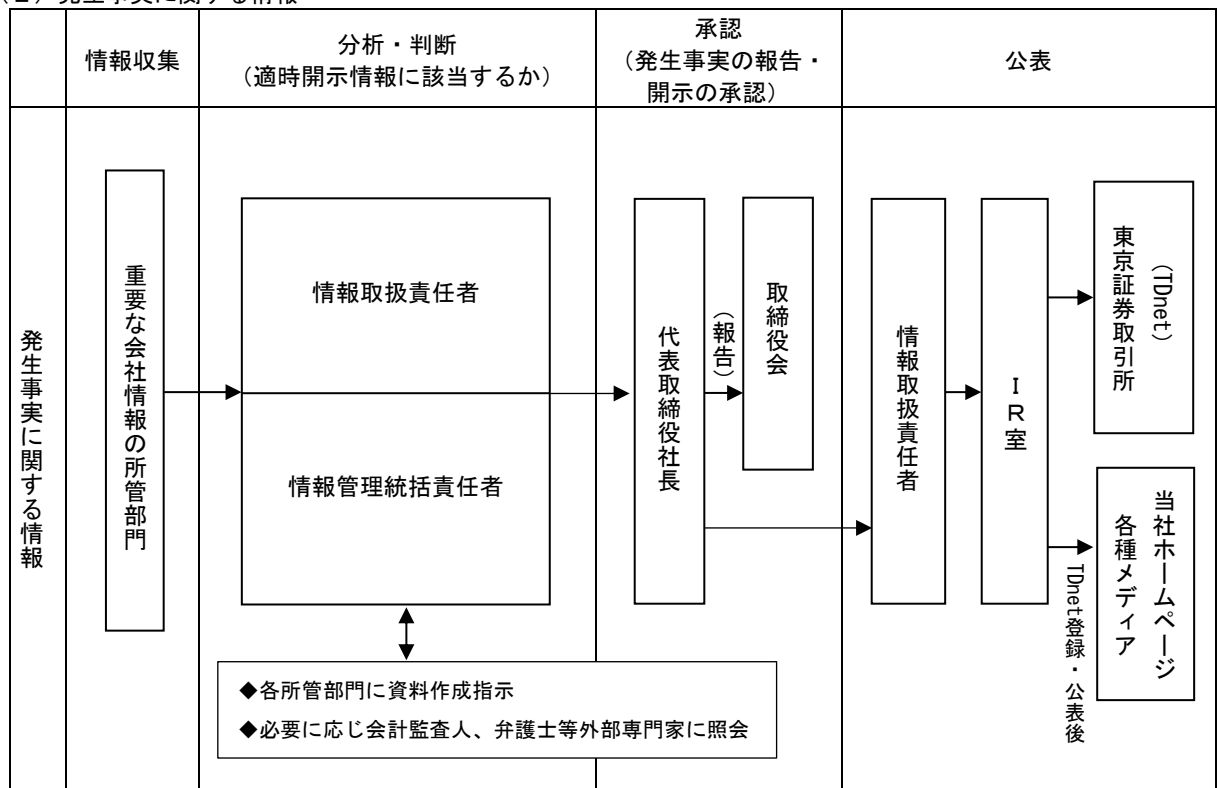 （２）発生事実に関する情報
情報収集
分析・判断
（適時開示情報に該当するか）
承認
（発生事実の報告・
開示の承認）
公表
発生事実に関する情報
重要な会社情報の所管部門
情報取扱責任者
情報管理統括責任者
◆各所管部門に資料作成指示
◆必要に応じ会計監査人、弁護士等外部専門家に照会
代表取締役社長
（報告）
取締役会
情報取扱責任者
ＩＲ室
東京証券取引所
（TDnet）
当社ホームページ
各種メディア
TDnet登録・公表後